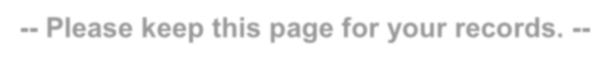 -- Please keep this page for your records. --